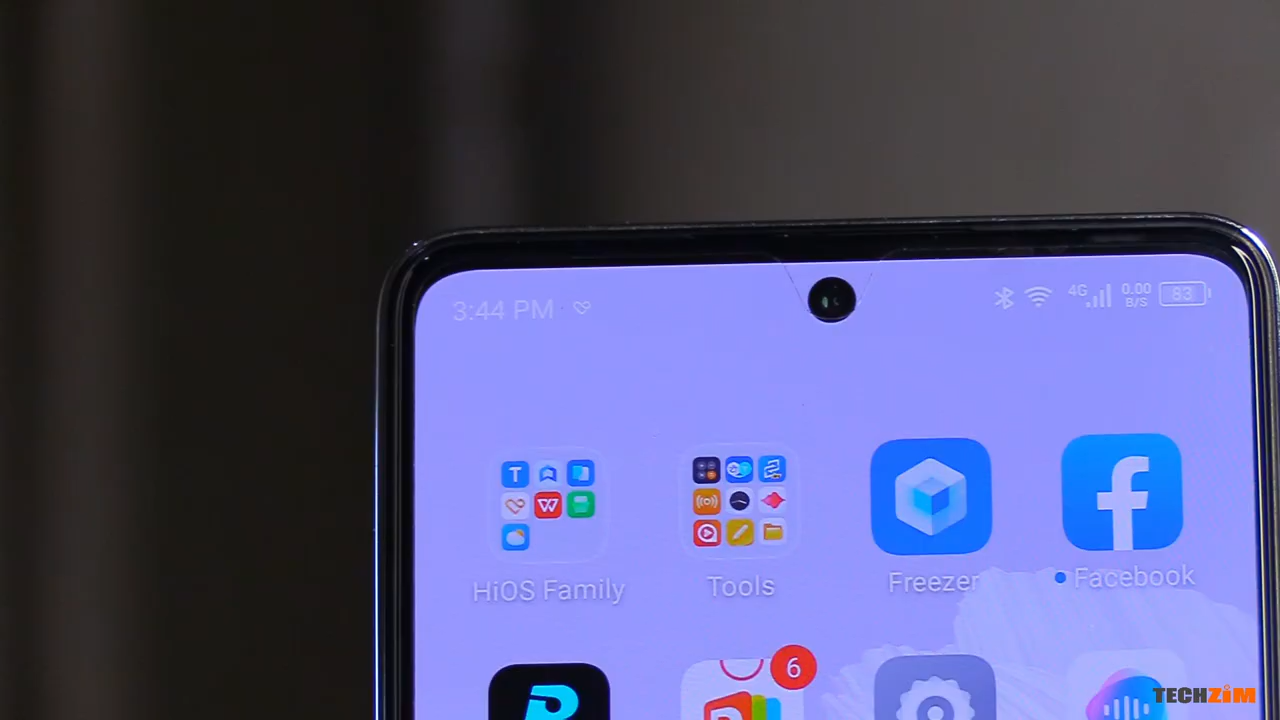 3:44 PM
4G
0.00
B/S
83
HiOS Family
Tools
Freezer
Facebook
6
TECHZIM